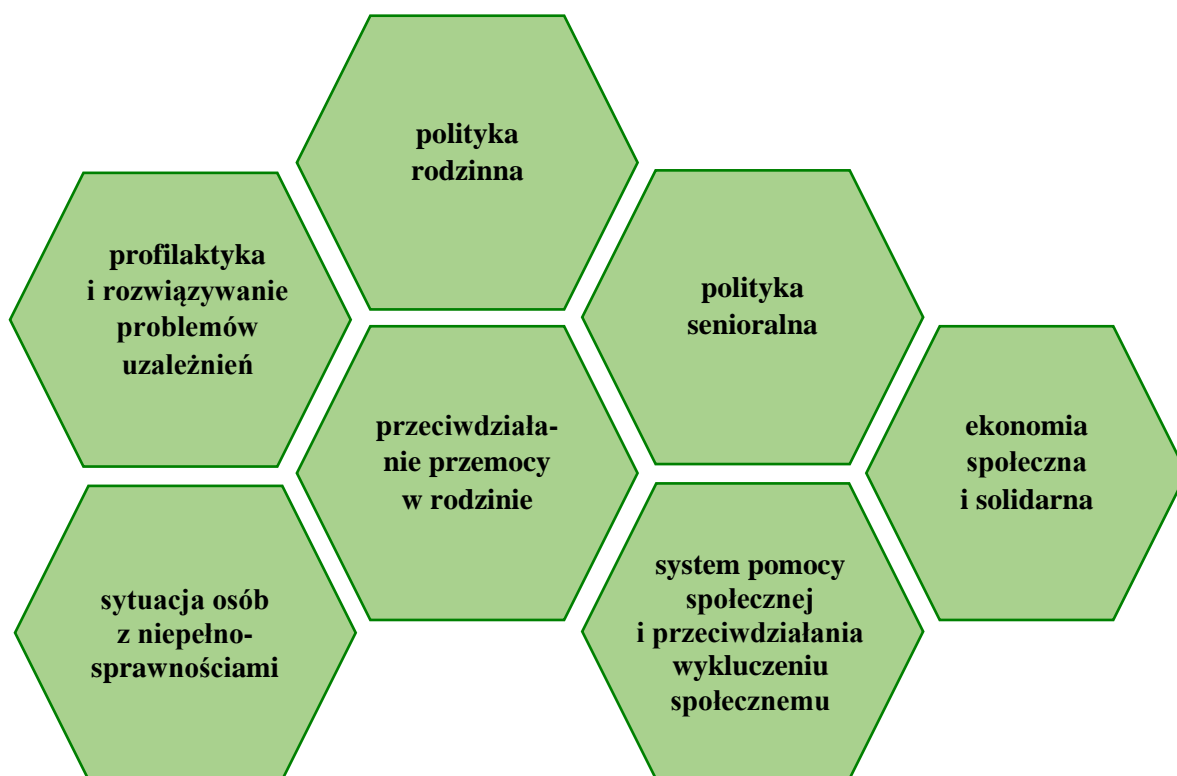 polityka
rodzinna
profilaktyka
i rozwiązywanie
problemów
uzależnień
polityka
senioralna
przeciwdziała-
nie przemocy
w rodzinie
ekonomia
społeczna
i solidarna
sytuacja osób
z niepełno-
sprawnościami
system pomocy
społecznej
i przeciwdziałania
wykluczeniu
społecznemu